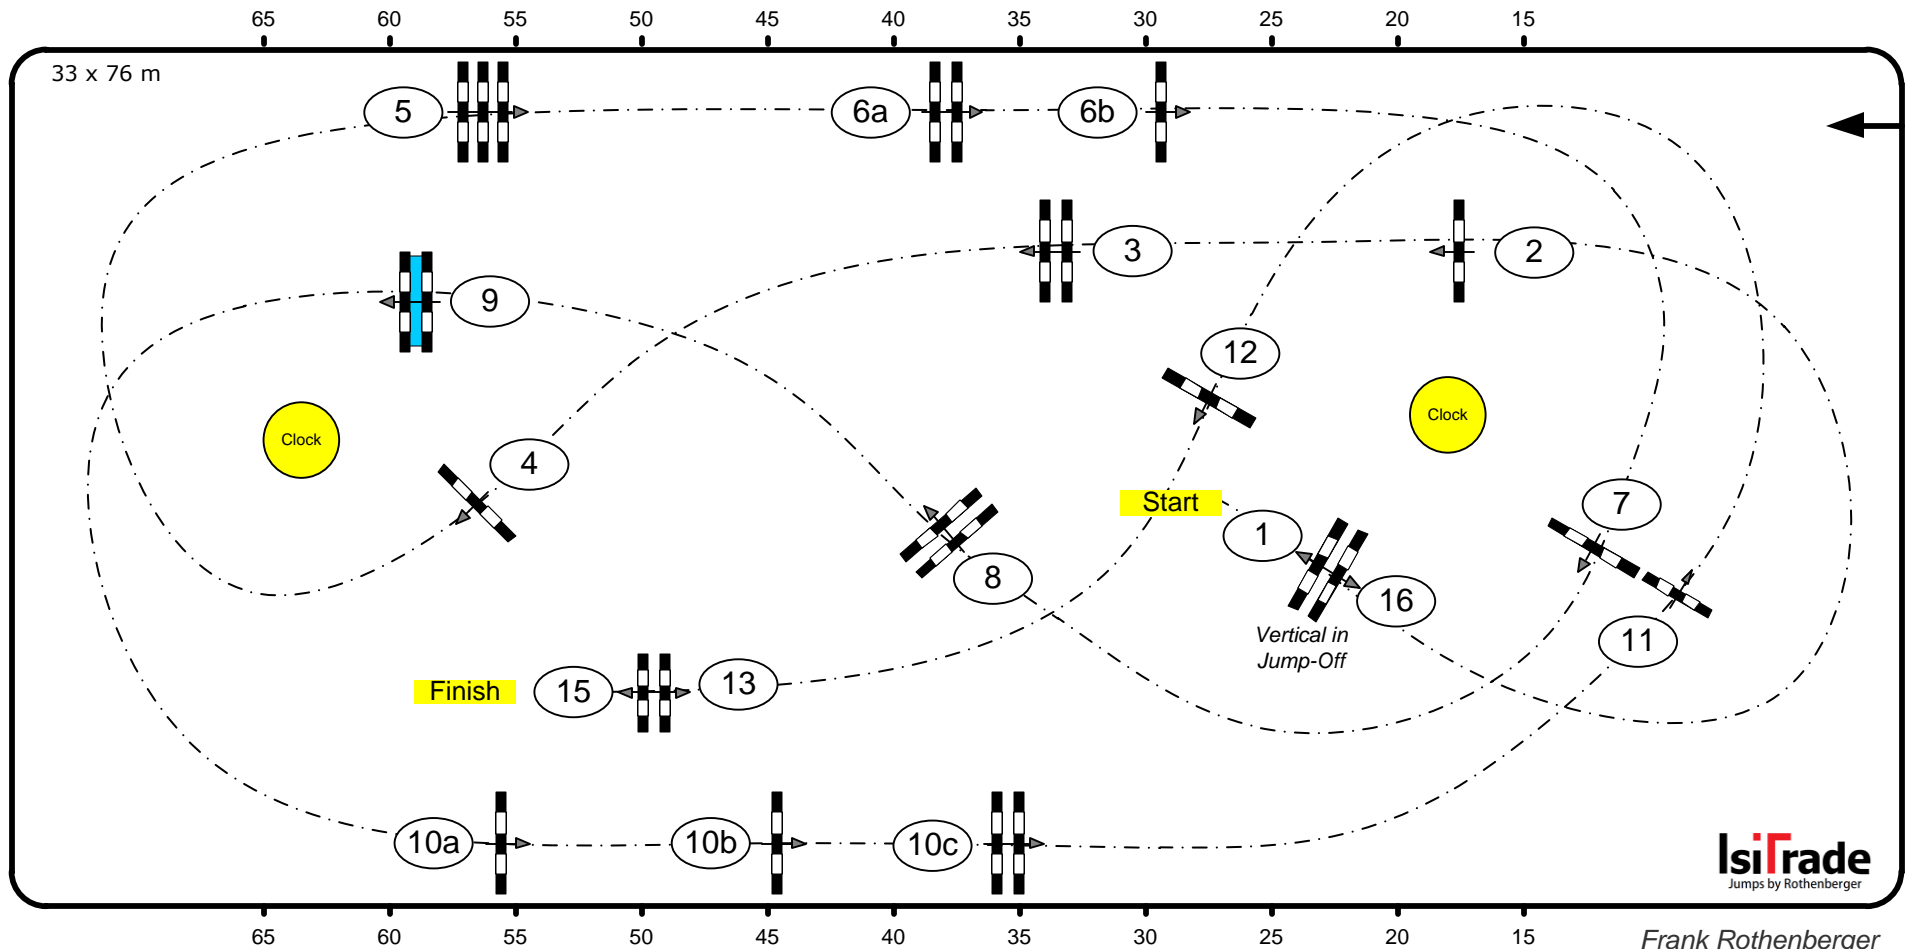 65 60 55 50 45 40 35 30 25 20 15
33 x 76 m
5 6a 6b
3 2
9
12
Clock Clock
4
Start
7
1
8
16
Vertical in
Jump-Off
11
Finish 15 13
10a 10b 10c
IsiTrade
Jumps by Rothenberger
65 60 55 50 45 40 35 30 25 20 15
Frank Rothenberger